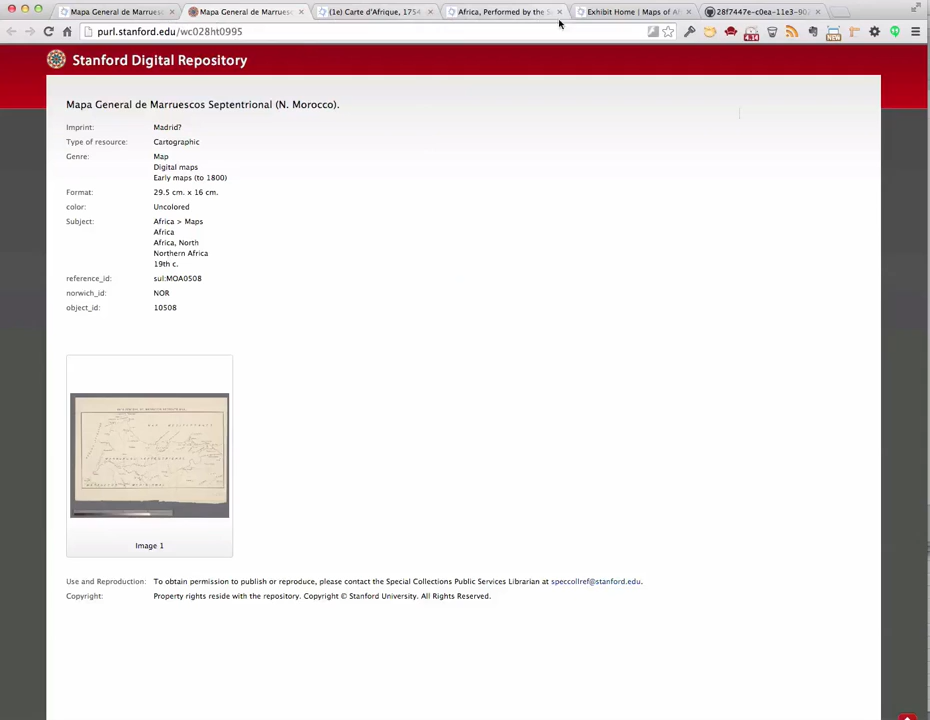 Mapa General de Marruesc
Mapa General de Marruesc
(1e) Carte d'Afrique, 1754
Africa, Performed by the S
Exhibit Home | Maps of Af
28f7447e-c0ea-11e3-90
purl.stanford.edu/wc028ht0995
4.14
NEW
Stanford Digital Repository
Mapa General de Marruescos Septentrional (N. Morocco).
Imprint: Madrid?
Type of resource: Cartographic
Genre: Map
Digital maps
Early maps (to 1800)
Format: 29.5 cm. x 16 cm.
color: Uncolored
Subject: Africa > Maps
Africa
Africa, North
Northern Africa
19th c.
reference_id: sul:MOA0508
norwich_id: NOR
object_id: 10508
Image 1
Use and Reproduction: To obtain permission to publish or reproduce, please contact the Special Collections Public Services Librarian at speccollref@stanford.edu.
Copyright: Property rights reside with the repository. Copyright © Stanford University. All Rights Reserved.